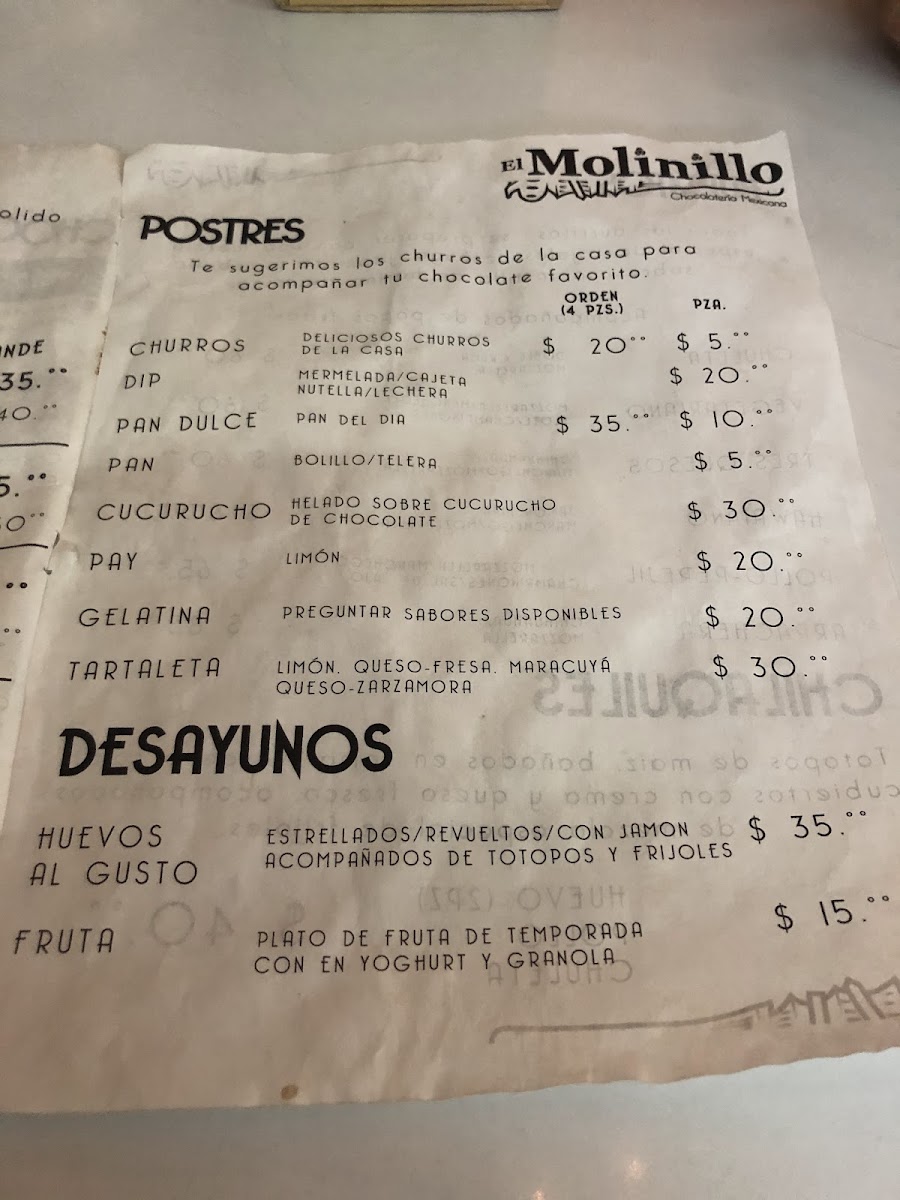 El Molinillo
Chocolatería Mexicana
POSTRES
Te sugerimos los churros de la casa para
acompañar tu chocolate favorito.
ORDEN
(4 PZS.)
PZA.
CHURROS DELICIOSOS CHURROS DE LA CASA $ 20.°° $ 5.°°
DIP MERMELADA/CAJETA NUTELLA/LECHERA $ 20.°°
PAN DULCE PAN DEL DIA $ 35.°° $ 10.°°
PAN BOLILLO/TELERA $ 5.°°
CUCURUCHO HELADO SOBRE CUCURUCHO DE CHOCOLATE $ 30.°°
PAY LIMÓN $ 20.°°
GELATINA PREGUNTAR SABORES DISPONIBLES $ 20.°°
TARTALETA LIMÓN, QUESO-FRESA, MARACUYÁ QUESO-ZARZAMORA $ 30.°°
DESAYUNOS
HUEVOS AL GUSTO ESTRELLADOS/REVUELTOS/CON JAMON ACOMPAÑADOS DE TOTOPOS Y FRIJOLES $ 35.°°
FRUTA PLATO DE FRUTA DE TEMPORADA CON EN YOGHURT Y GRANOLA $ 15.°°
35.°°